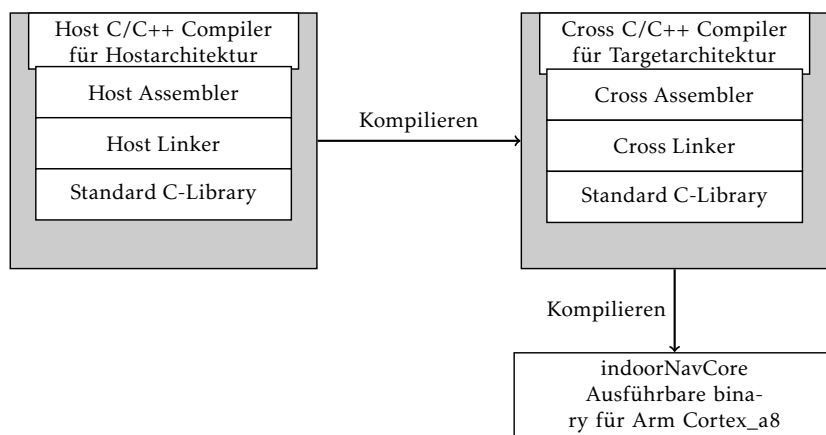 Host C/C++ Compiler
für Hostarchitektur
Host Assembler
Host Linker
Standard C-Library
Kompilieren
Cross C/C++ Compiler
für Targetarchitektur
Cross Assembler
Cross Linker
Standard C-Library
Kompilieren
indoorNavCore
Ausführbare bina-
ry für Arm Cortex_a8